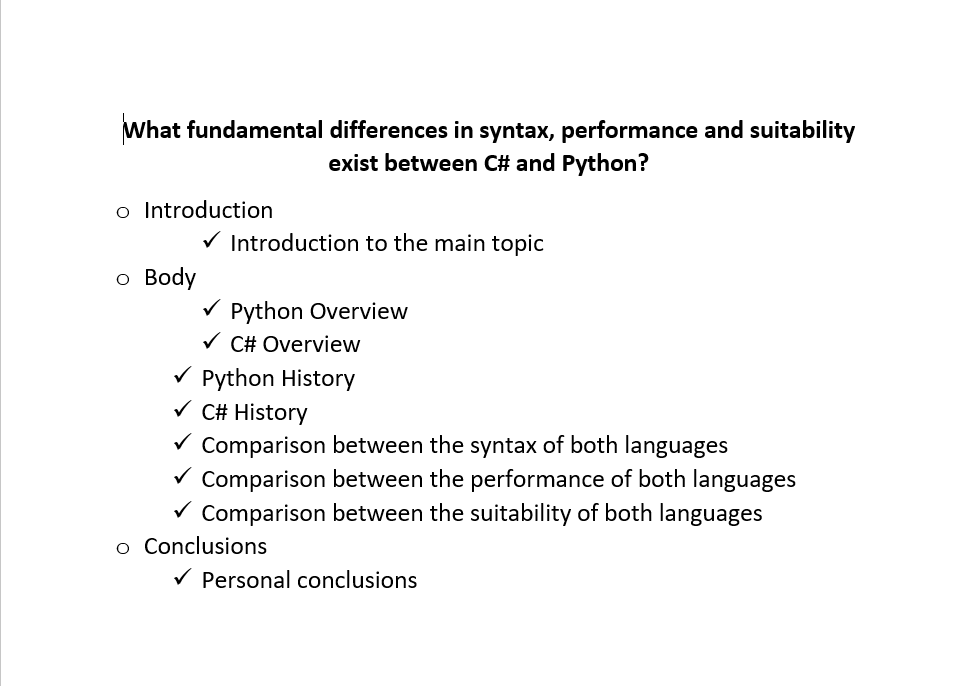 What fundamental differences in syntax, performance and suitability
exist between C# and Python?
o Introduction
✓ Introduction to the main topic
o Body
✓ Python Overview
✓ C# Overview
✓ Python History
✓ C# History
✓ Comparison between the syntax of both languages
✓ Comparison between the performance of both languages
✓ Comparison between the suitability of both languages
o Conclusions
✓ Personal conclusions